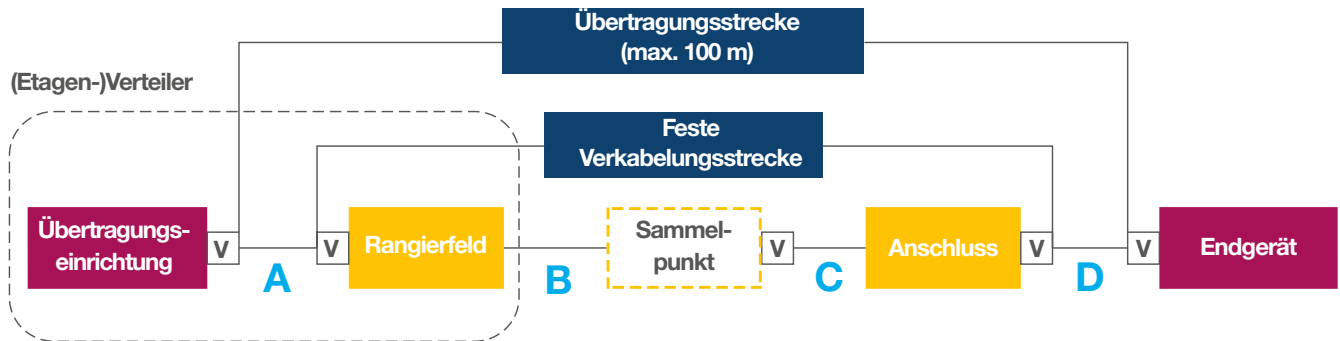 Übertragungsstrecke
(max. 100 m)
(Etagen-)Verteiler
Feste
Verkabelungsstrecke
Übertragungs-
einrichtung
V
A
V
Rangierfeld
B
Sammel-
punkt
V
C
Anschluss
V
D
V
Endgerät